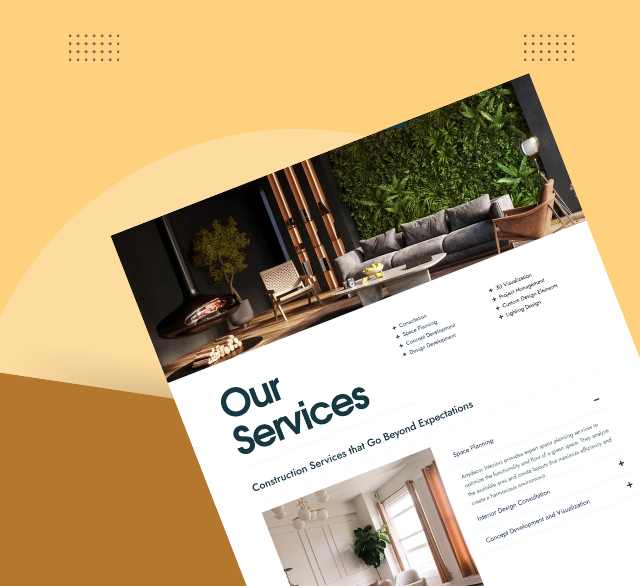 Consultation
Space Planning
Concept Development
Design Development
3D Visualization
Project Management
Custom Design Elements
Lighting Design
Our
Services
Construction Services that Go Beyond Expectations
Space Planning
Interiors provides expert space planning services to
optimize the functionality and flow of a given space. They analyze
the available area and create layouts that maximize efficiency and
create a harmonious environment.
Interior Design Consultation
Concept Development and Visualization